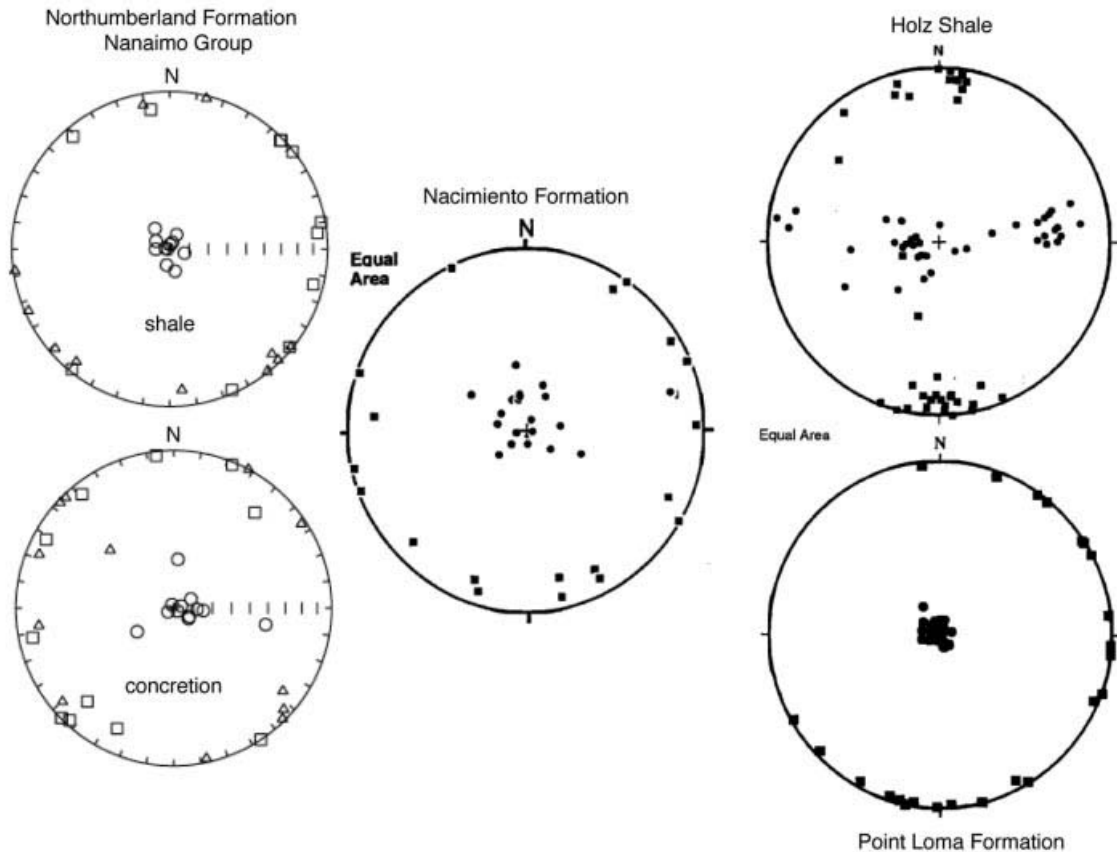 Northumberland Formation
Nanaimo Group
N
shale
N
concretion
Nacimiento Formation
N
Equal
Area
Holz Shale
N
Equal Area
N
Point Loma Formation